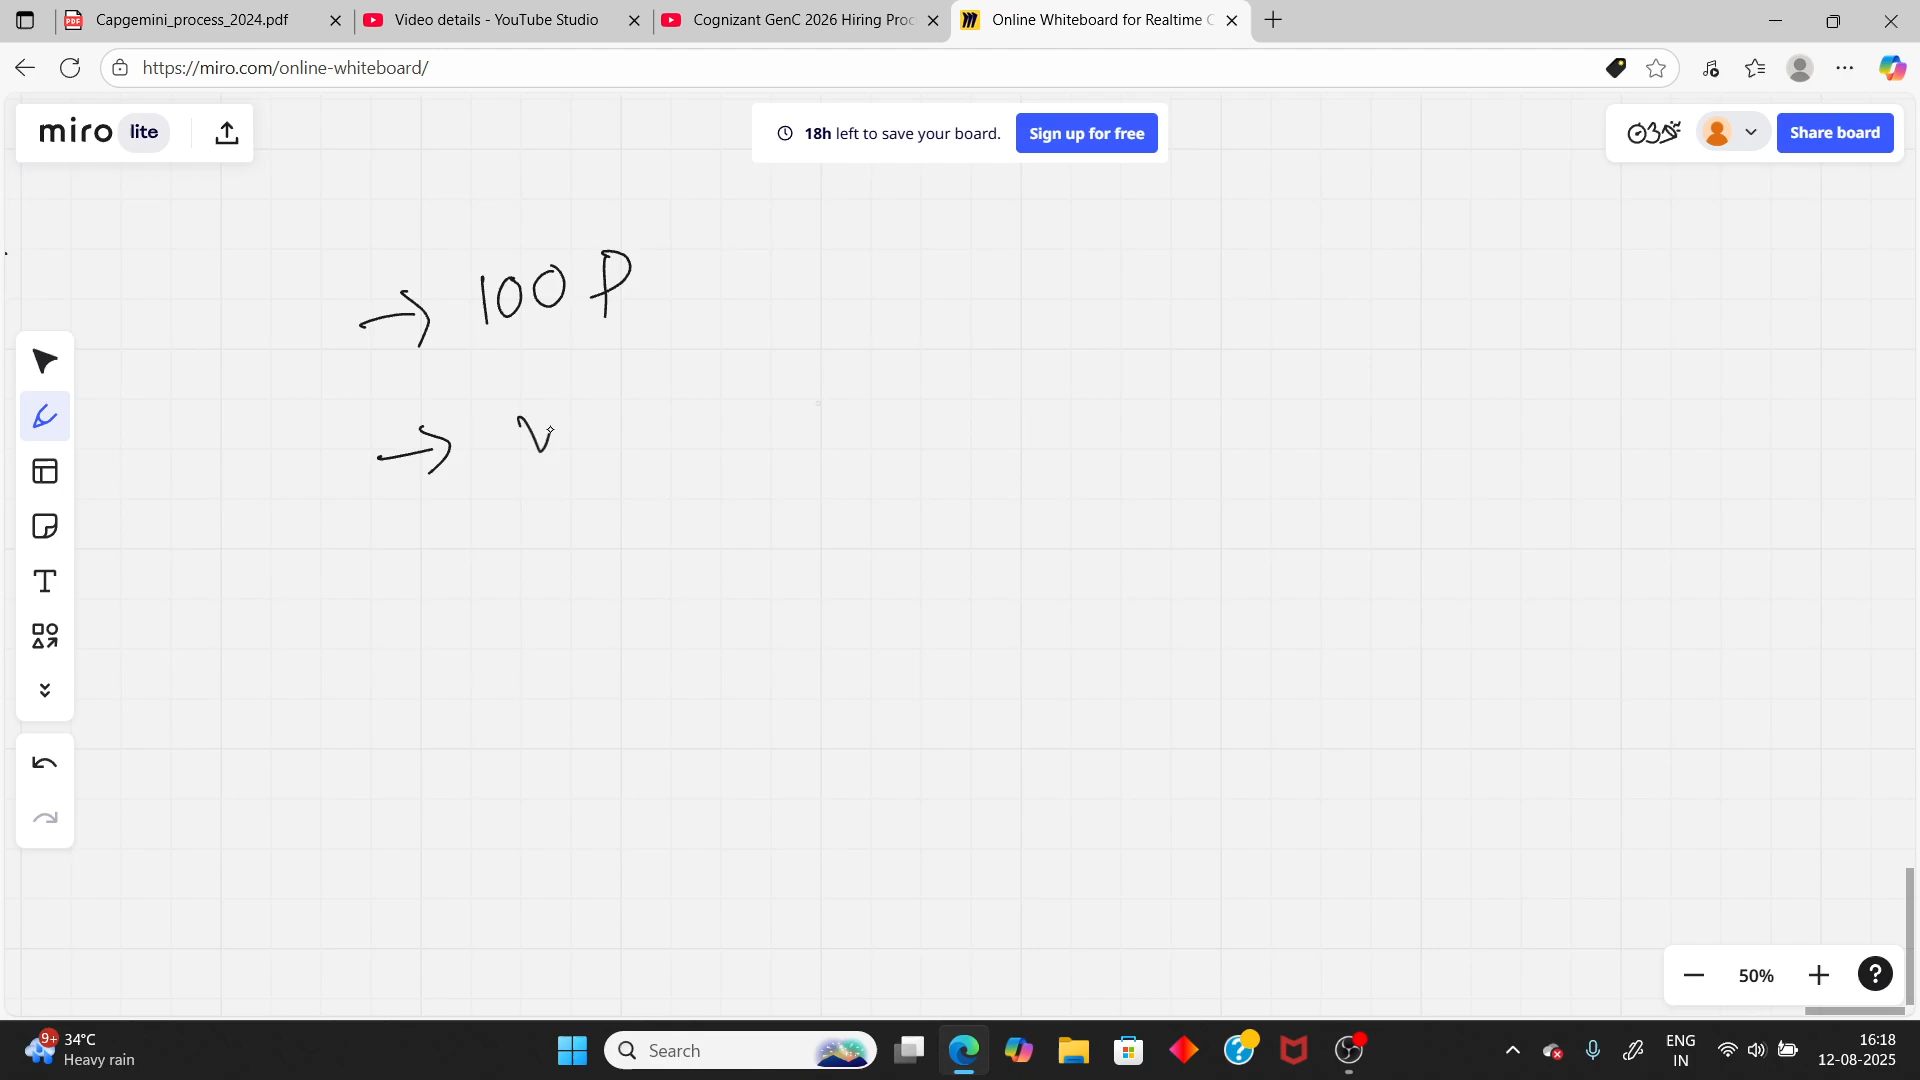 Capgemini_process_2024.pdf
Video details - YouTube Studio
Cognizant GenC 2026 Hiring Proc
Online Whiteboard for Realtime C
https://miro.com/online-whiteboard/
miro lite
18h left to save your board.
Sign up for free
Share board
→ 100 P
→ V
T
50%
?
9+
34°C
Heavy rain
Search
ENG
IN
16:18
12-08-2025